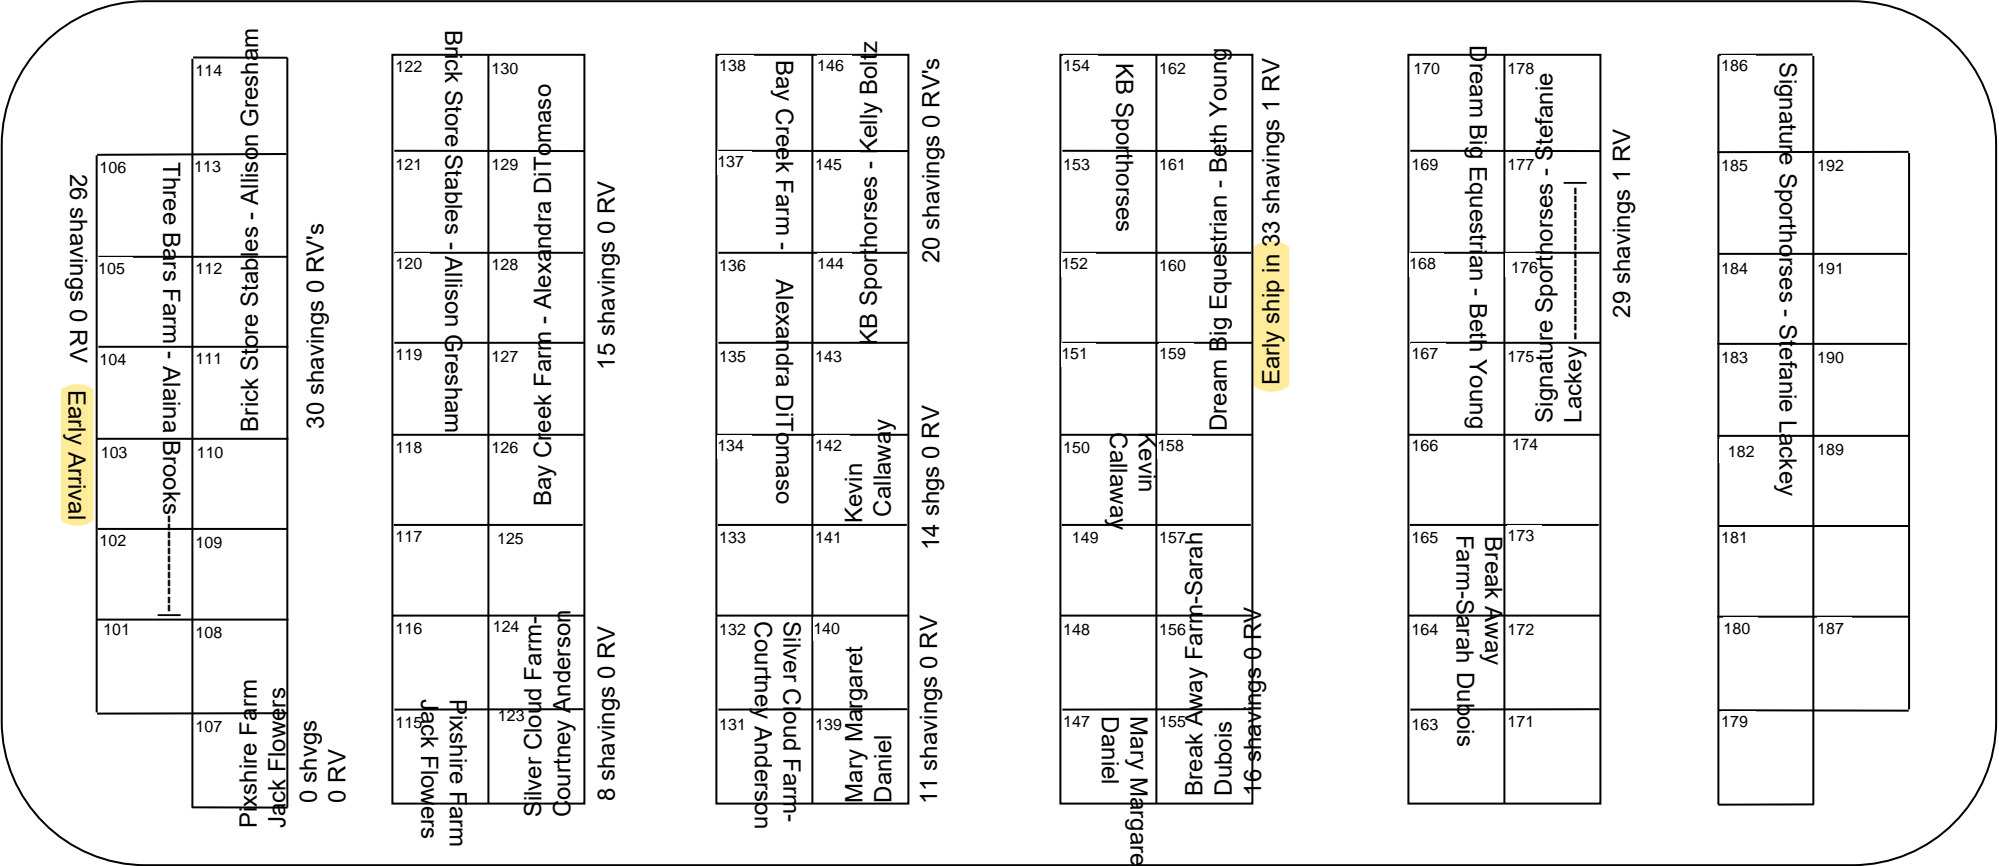 26 shavings 0 RV Early Arrival
106
105
104
103
102
101
Three Bars Farm - Alaina Brooks-----------|
114
113
112
111
110
109
108
107
Brick Store Stables - Allison Gresham
Pixshire Farm
Jack Flowers
30 shavings 0 RV's
0 shvgs
0 RV
122
121
120
119
118
117
116
115
Brick Store Stables - Allison Gresham
Pixshire Farm
Jack Flowers
130
129
128
127
126
125
124
123
Bay Creek Farm - Alexandra DiTomaso
Silver Cloud Farm-
Courtney Anderson
15 shavings 0 RV
8 shavings 0 RV
138
137
136
135
134
133
132
131
Bay Creek Farm - Alexandra DiTomaso
Silver Cloud Farm-
Courtney Anderson
146
145
144
143
142
141
140
139
KB Sporthorses - Kelly Boltz
Kevin
Callaway
Mary Margaret
Daniel
20 shavings 0 RV's
14 shgs 0 RV
11 shavings 0 RV
154
153
152
151
150
149
148
147
KB Sporthorses
Kevin
Callaway
Mary Margare
Daniel
162
161
160
159
158
157
156
155
Dream Big Equestrian - Beth Young
Break Away Farm-Sarah
Dubois
Early ship in 33 shavings 1 RV
16 shavings 0 RV
170
169
168
167
166
165
164
163
Dream Big Equestrian - Beth Young
Break Away
Farm-Sarah Dubois
178
177
176
175
174
173
172
171
Signature Sporthorses - Stefanie
Lackey------------------|
29 shavings 1 RV
186
185
184
183
182
181
180
179
Signature Sporthorses - Stefanie Lackey
192
191
190
189
187